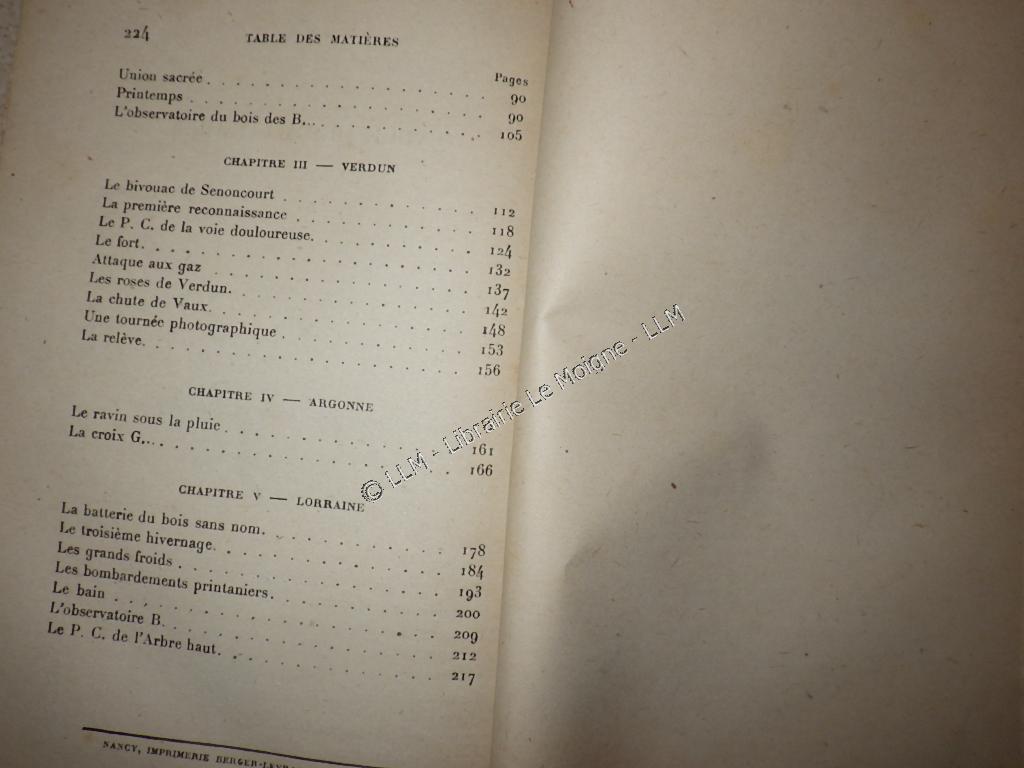 224 TABLE DES MATIÈRES
Pages
Union sacrée . . . . . . . . . . . . . . . 90
Printemps . . . . . . . . . . . . . . . 90
L'observatoire du bois des B... . . . . . . . . . . 105
CHAPITRE III — VERDUN
Le bivouac de Senoncourt . . . . . . . . . . . 112
La première reconnaissance . . . . . . . . . . 118
Le P. C. de la voie douloureuse. . . . . . . . . . 124
Le fort. . . . . . . . . . . . . . . . . 132
Attaque aux gaz . . . . . . . . . . . . . 137
Les roses de Verdun. . . . . . . . . . . . . 142
La chute de Vaux. . . . . . . . . . . . . . 148
Une tournée photographique . . . . . . . . . . 153
La relève. . . . . . . . . . . . . . . . 156
CHAPITRE IV — ARGONNE
Le ravin sous la pluie . . . . . . . . . . . . 161
La croix G... . . . . . . . . . . . . . . 166
CHAPITRE V — LORRAINE
La batterie du bois sans nom. . . . . . . . . . 178
Le troisième hivernage. . . . . . . . . . . . 184
Les grands froids . . . . . . . . . . . . . 193
Les bombardements printaniers. . . . . . . . . . 200
Le bain . . . . . . . . . . . . . . . . 209
L'observatoire B. . . . . . . . . . . . . . 212
Le P. C. de l'Arbre haut. . . . . . . . . . . 217
NANCY, IMPRIMERIE
© LLM - Librairie Le Moigne - LLM